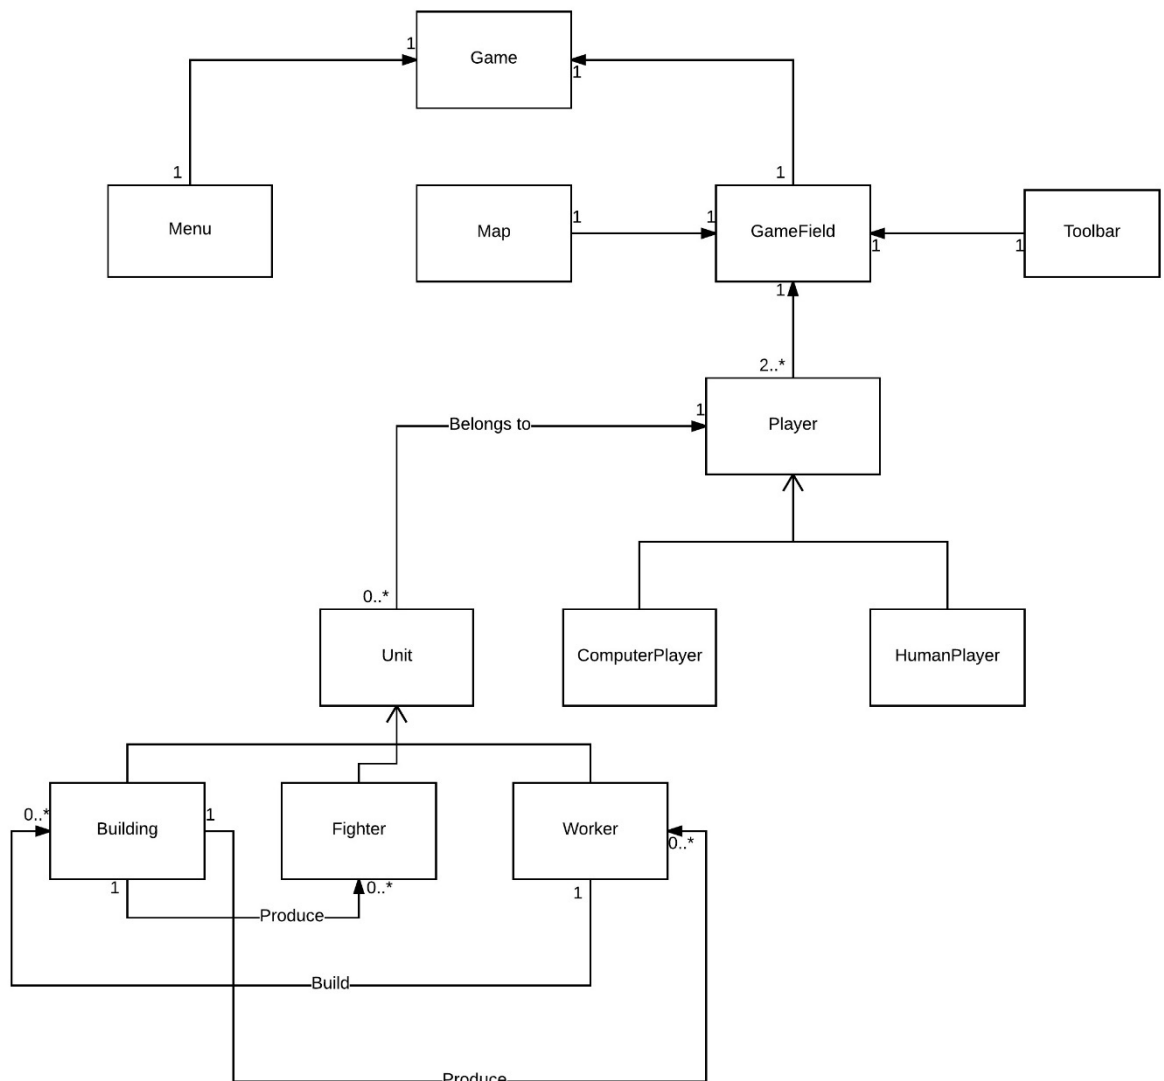 1
Game
1
1
1
Menu
Map
1
1
GameField
1
1
Toolbar
1
2..*
Belongs to
1
Player
0..*
Unit
ComputerPlayer
HumanPlayer
0..*
Building
1
Fighter
Worker
0..*
1
0..*
1
Produce
Build
Produce